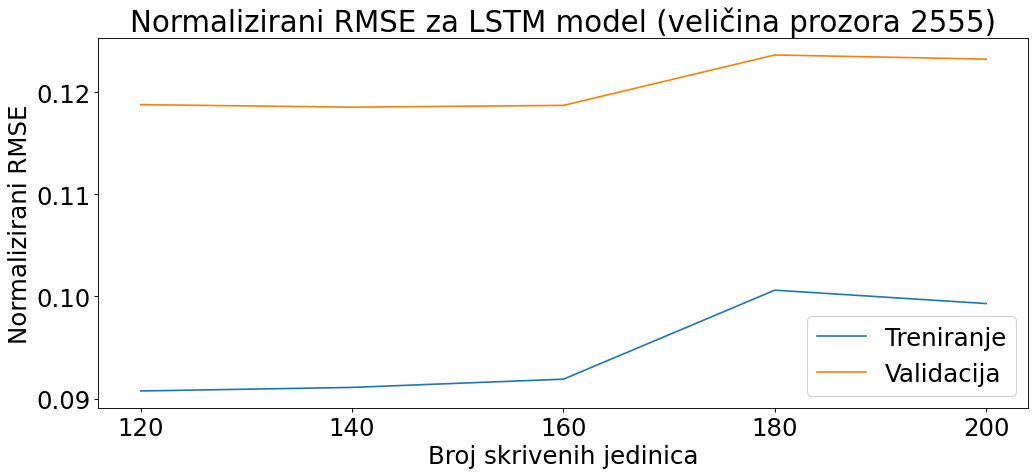 Normalizirani RMSE za LSTM model (veličina prozora 2555)
Normalizirani RMSE
0.12
0.11
0.10
0.09
120 140 160 180 200
Broj skrivenih jedinica
Treniranje
Validacija